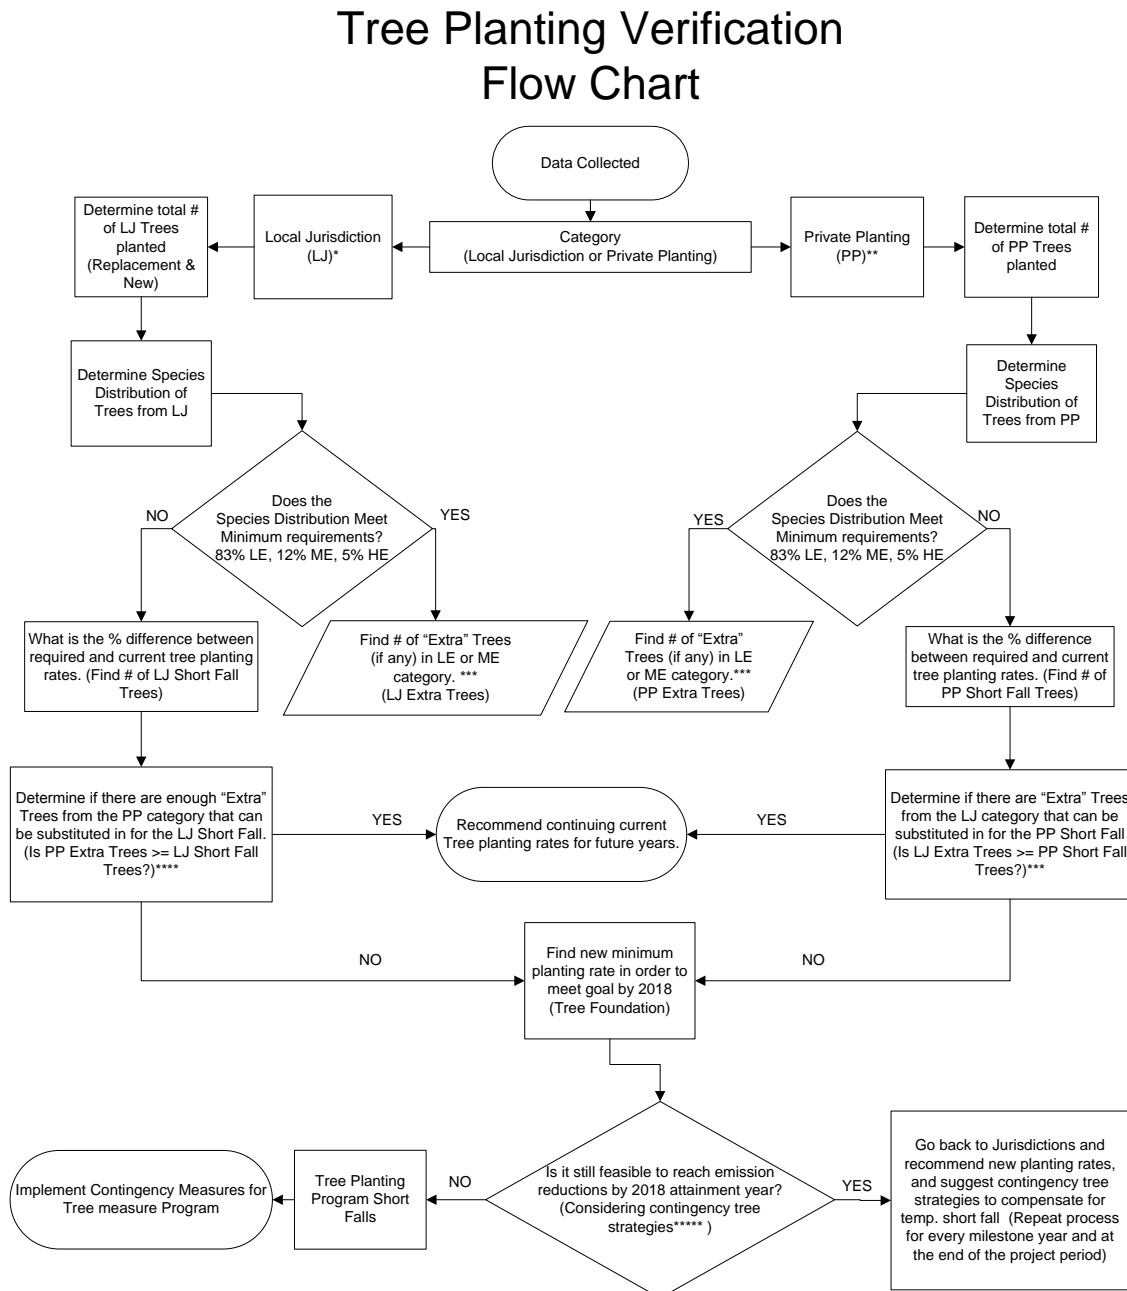 Tree Planting Verification
Flow Chart
Data Collected
Determine total #
of LJ Trees
planted
(Replacement &
New)
Local Jurisdiction
(LJ)*
Category
(Local Jurisdiction or Private Planting)
Private Planting
(PP)**
Determine total #
of PP Trees
planted
Determine Species
Distribution of
Trees from LJ
Determine
Species
Distribution of
Trees from PP
Does the
Species Distribution Meet
Minimum requirements?
83% LE, 12% ME, 5% HE
NO
YES
Does the
Species Distribution Meet
Minimum requirements?
83% LE, 12% ME, 5% HE
YES
NO
What is the % difference between
required and current tree planting
rates. (Find # of LJ Short Fall
Trees)
Find # of “Extra” Trees
(if any) in LE or ME
category. ***
(LJ Extra Trees)
Find # of “Extra”
Trees (if any) in LE
or ME category.***
(PP Extra Trees)
What is the % difference
between required and current
tree planting rates. (Find # of
PP Short Fall Trees)
Determine if there are enough “Extra”
Trees from the PP category that can
be substituted in for the LJ Short Fall.
(Is PP Extra Trees >= LJ Short Fall
Trees?)****
YES
Recommend continuing current
Tree planting rates for future years.
YES
Determine if there are “Extra” Trees
from the LJ category that can be
substituted in for the PP Short Fall
(Is LJ Extra Trees >= PP Short Fall
Trees?)***
NO
Find new minimum
planting rate in order to
meet goal by 2018
(Tree Foundation)
NO
Implement Contingency Measures for
Tree measure Program
Tree Planting
Program Short
Falls
NO
Is it still feasible to reach emission
reductions by 2018 attainment year?
(Considering contingency tree
strategies***** )
YES
Go back to Jurisdictions and
recommend new planting rates,
and suggest contingency tree
strategies to compensate for
temp. short fall  (Repeat process
for every milestone year and at
the end of the project period)